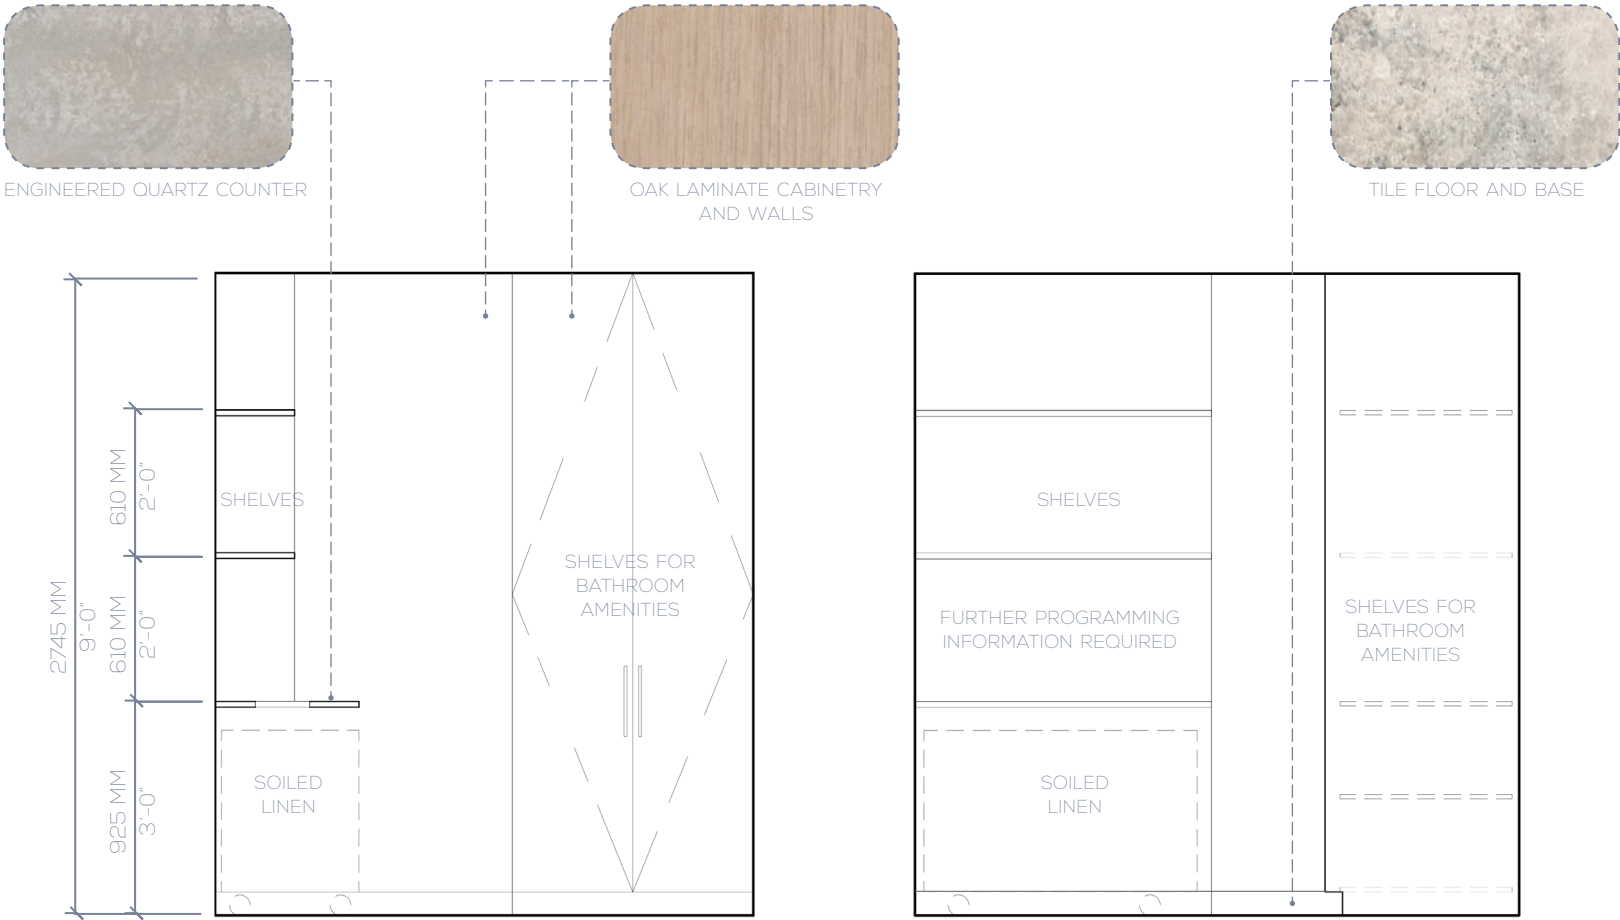 ENGINEERED QUARTZ COUNTER
OAK LAMINATE CABINETRY
AND WALLS
TILE FLOOR AND BASE
2745 MM
9'-0"
610 MM
2'-0"
610 MM
2'-0"
925 MM
3'-0"
SHELVES
SHELVES FOR
BATHROOM
AMENITIES
SOILED
LINEN
SHELVES
FURTHER PROGRAMMING
INFORMATION REQUIRED
SOILED
LINEN
SHELVES FOR
BATHROOM
AMENITIES